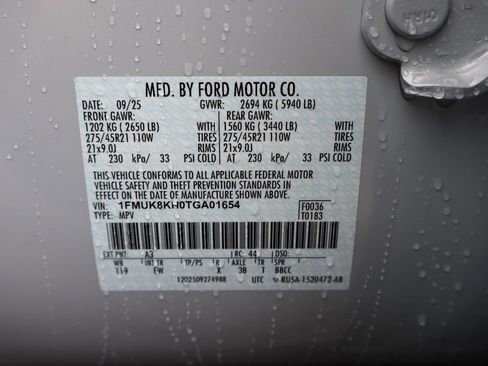 MFD. BY FORD MOTOR CO.
DATE: 09/25 GVWR: 2694 KG ( 5940 LB)
FRONT GAWR: REAR GAWR:
1202 KG ( 2650 LB) WITH 1560 KG ( 3440 LB) WITH
275/45R21 110W TIRES 275/45R21 110W TIRES
21x9.0J RIMS 21x9.0J RIMS
AT 230 kPa/ 33 PSI COLD AT 230 kPa/ 33 PSI COLD
THIS VEHICLE CONFORMS TO ALL APPLICABLE FEDERAL MOTOR
VEHICLE SAFETY AND THEFT PREVENTION STANDARDS IN EFFECT
ON THE DATE OF MANUFACTURE SHOWN ABOVE.
VIN: 1FMUK8KH0TGA01654 F0036
TYPE: MPV T0183
EXT PNT: A3 RC: 44 DSO:
WB INT TR TP/PS R AXLE TR SPR
119 EW X 3B T BBCC
1202509274988 UTC RU5A-1520472-AB